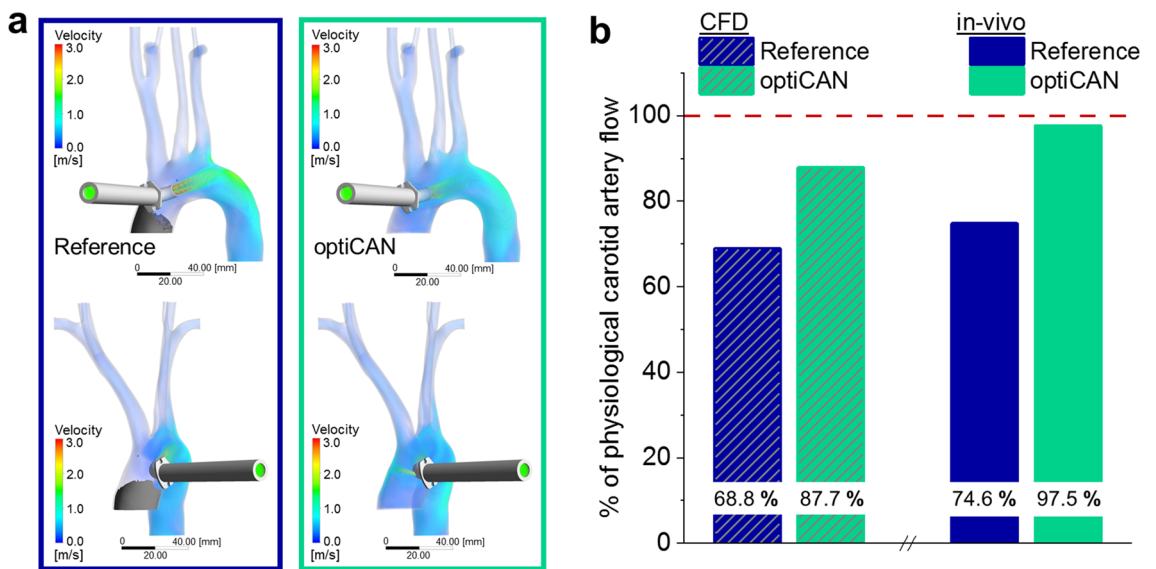 a
Velocity
3.0
2.0
1.0
0.0
[m/s]
Reference
0 40.00 [mm]
20.00
Velocity
3.0
2.0
1.0
0.0
[m/s]
optiCAN
0 40.00 [mm]
20.00
Velocity
3.0
2.0
1.0
0.0
[m/s]
0 40.00 [mm]
20.00
Velocity
3.0
2.0
1.0
0.0
[m/s]
0 40.00 [mm]
20.00
b
CFD
Reference
optiCAN
in-vivo
Reference
optiCAN
% of physiological carotid artery flow
100
80
60
40
20
0
68.8 % 87.7 % 74.6 % 97.5 %